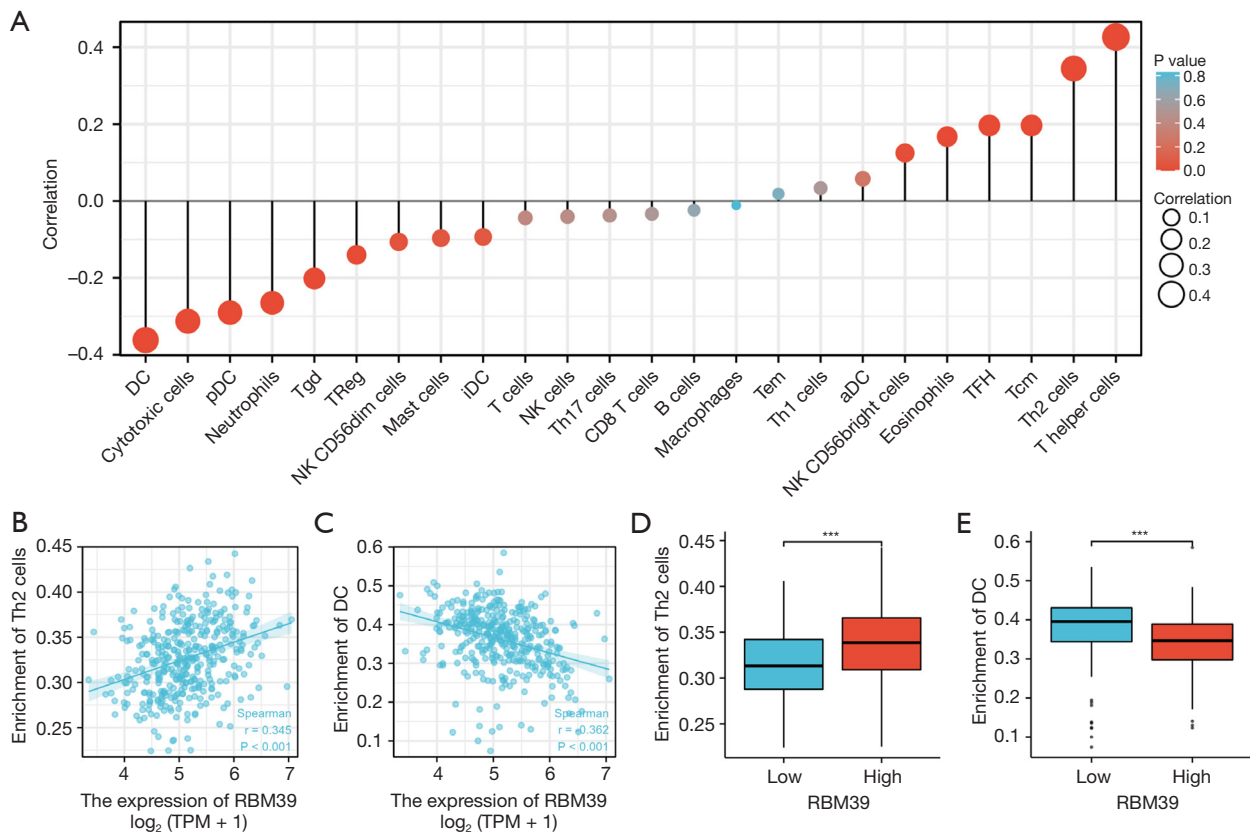 A
Correlation
0.4
0.2
0.0
−0.2
−0.4
DC
Cytotoxic cells
pDC
Neutrophils
Tgd
TReg
NK CD56dim cells
Mast cells
iDC
T cells
NK cells
Th17 cells
CD8 T cells
B cells
Macrophages
Tem
Th1 cells
aDC
NK CD56bright cells
Eosinophils
TFH
Tcm
Th2 cells
T helper cells
P value
0.8
0.6
0.4
0.2
0.0
Correlation
0.1
0.2
0.3
0.4
B
Enrichment of Th2 cells
0.45
0.40
0.35
0.30
0.25
Spearman
r = 0.345
P < 0.001
4 5 6 7
The expression of RBM39
log2 (TPM + 1)
C
Enrichment of DC
0.6
0.5
0.4
0.3
0.2
0.1
Spearman
r = −0.362
P < 0.001
4 5 6 7
The expression of RBM39
log2 (TPM + 1)
D
Enrichment of Th2 cells
0.45
0.40
0.35
0.30
0.25
***
Low High
RBM39
E
Enrichment of DC
0.6
0.5
0.4
0.3
0.2
0.1
***
Low High
RBM39